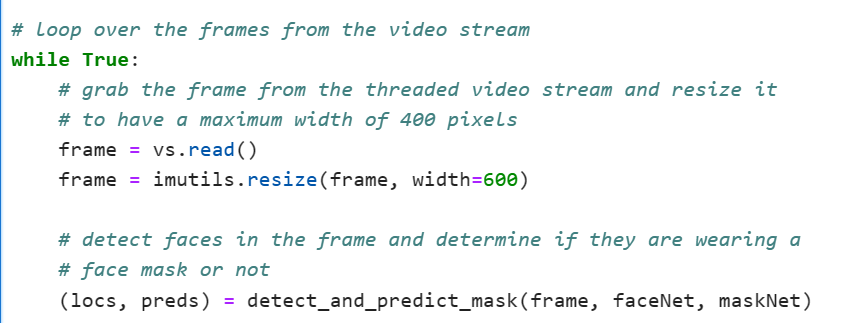 # loop over the frames from the video stream
while True:
    # grab the frame from the threaded video stream and resize it
    # to have a maximum width of 400 pixels
    frame = vs.read()
    frame = imutils.resize(frame, width=600)

    # detect faces in the frame and determine if they are wearing a
    # face mask or not
    (locs, preds) = detect_and_predict_mask(frame, faceNet, maskNet)